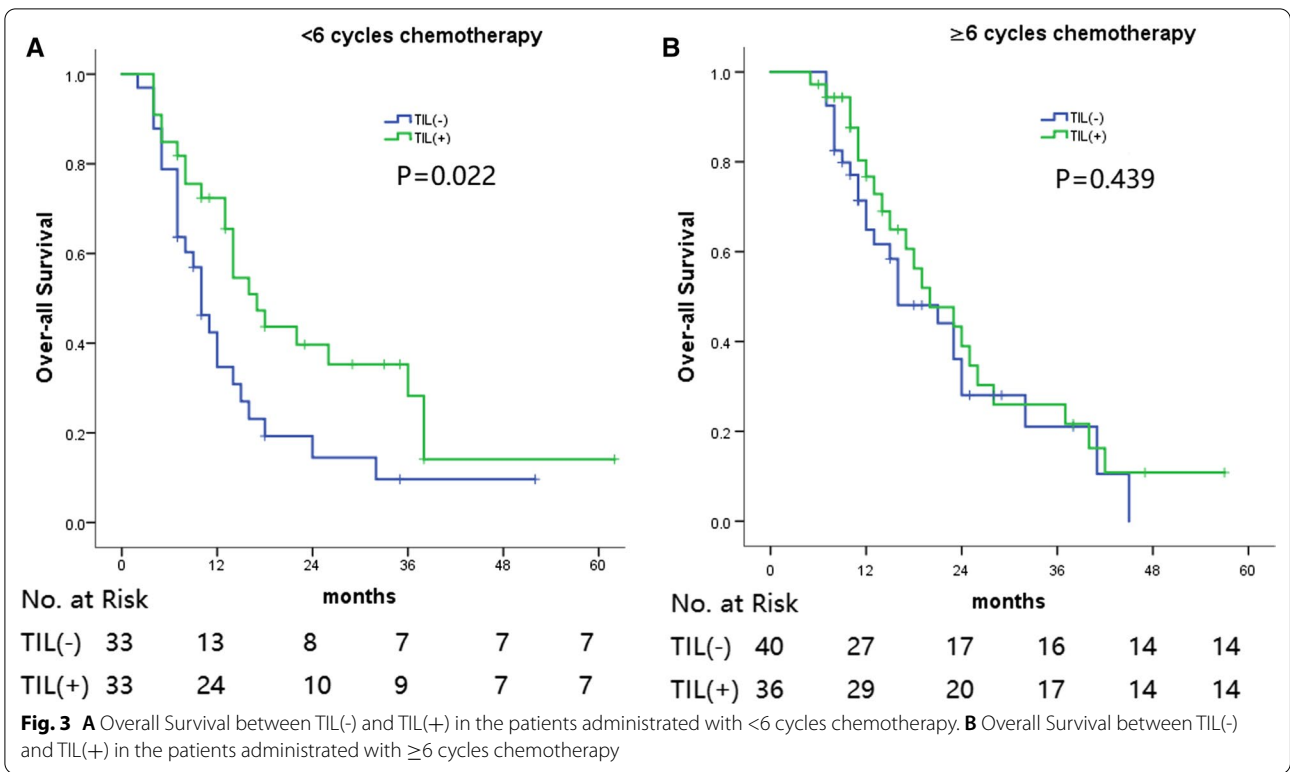 A
<6 cycles chemotherapy
Over-all Survival
1.0
0.8
0.6
0.4
0.2
0.0
TIL(-)
TIL(+)
P=0.022
0 12 24 36 48 60
months
No. at Risk
TIL(-) 33 13 8 7 7 7
TIL(+) 33 24 10 9 7 7
B
≥6 cycles chemotherapy
Over-all Survival
1.0
0.8
0.6
0.4
0.2
0.0
TIL(-)
TIL(+)
P=0.439
0 12 24 36 48 60
months
No. at Risk
TIL(-) 40 27 17 16 14 14
TIL(+) 36 29 20 17 14 14
Fig. 3 A Overall Survival between TIL(-) and TIL(+) in the patients administrated with <6 cycles chemotherapy. B Overall Survival between TIL(-)
and TIL(+) in the patients administrated with ≥6 cycles chemotherapy